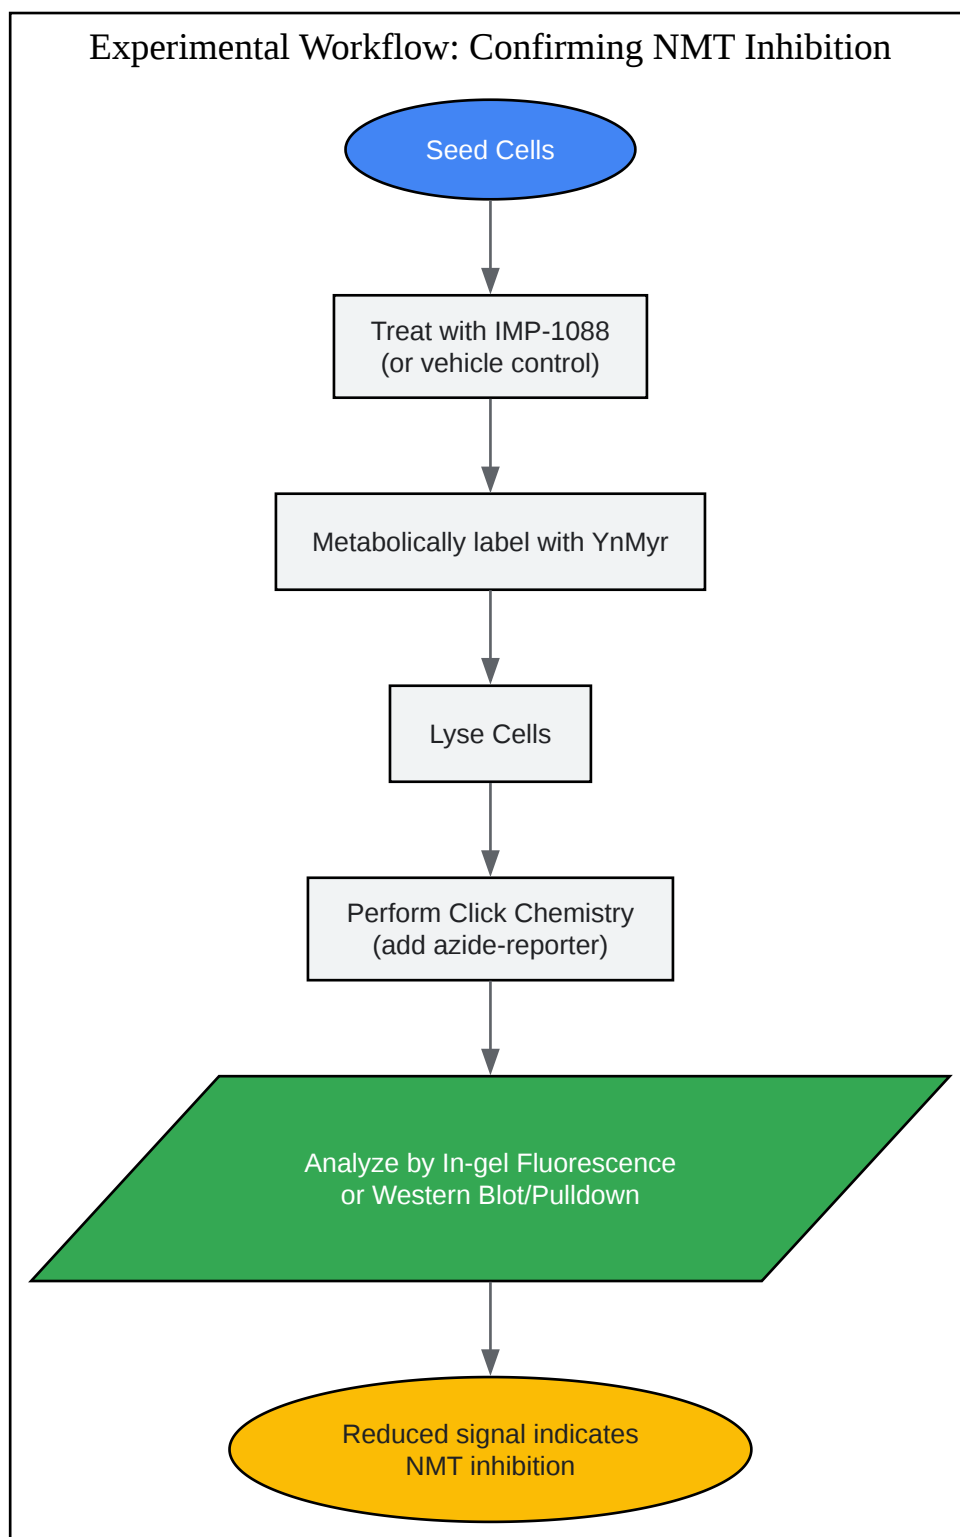 Experimental Workflow: Confirming NMT Inhibition
Seed Cells
Treat with IMP-1088
(or vehicle control)
Metabolically label with YnMyr
Lyse Cells
Perform Click Chemistry
(add azide-reporter)
Analyze by In-gel Fluorescence
or Western Blot/Pulldown
Reduced signal indicates
NMT inhibition